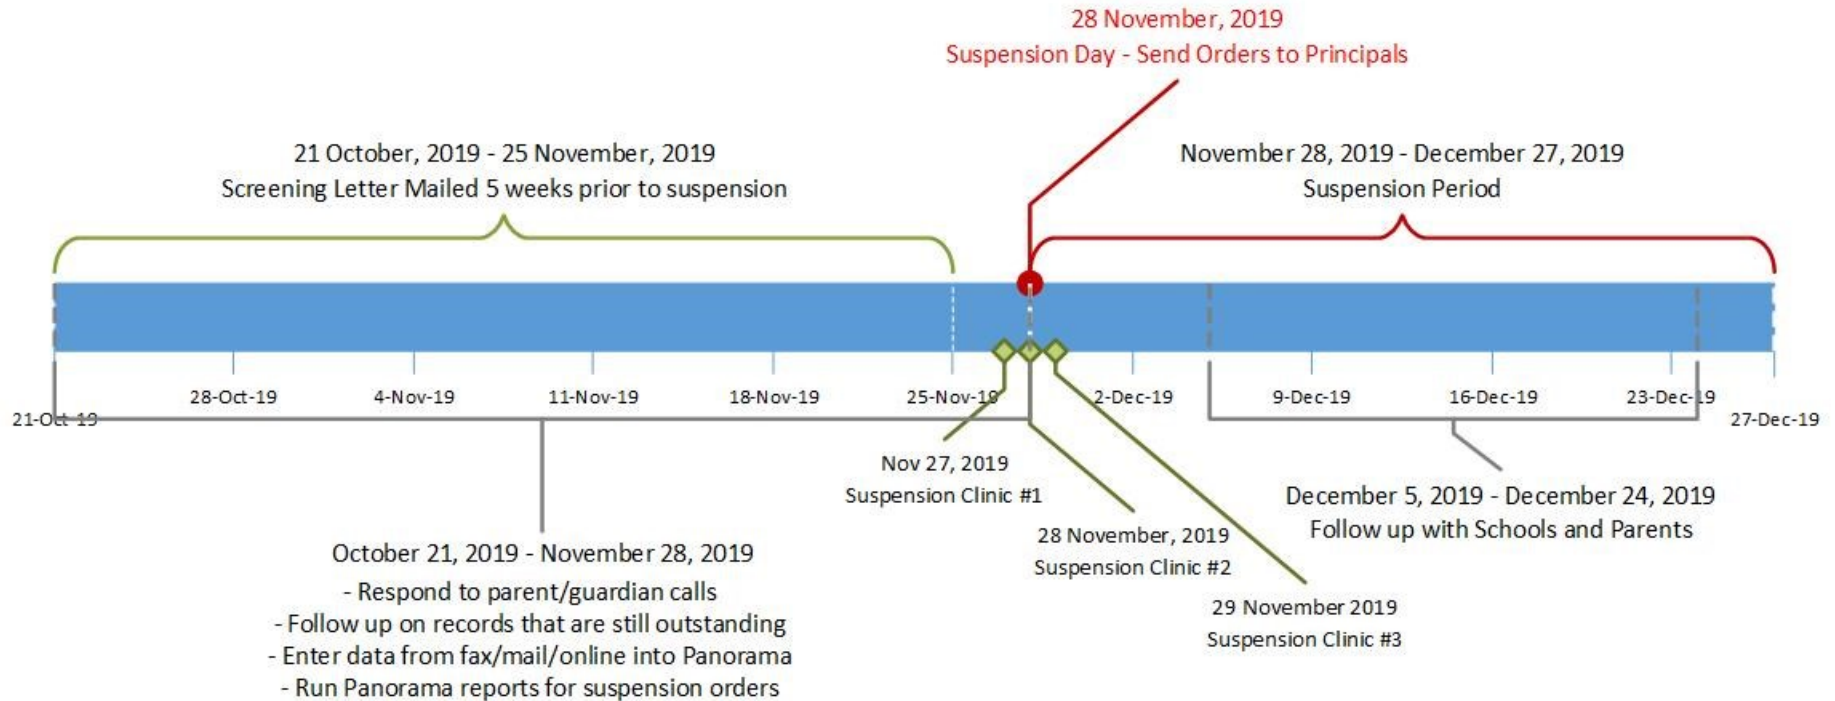 28 November, 2019
Suspension Day - Send Orders to Principals
21 October, 2019 - 25 November, 2019
Screening Letter Mailed 5 weeks prior to suspension
November 28, 2019 - December 27, 2019
Suspension Period
28-Oct-19
4-Nov-19
11-Nov-19
18-Nov-19
25-Nov-19
2-Dec-19
9-Dec-19
16-Dec-19
23-Dec-19
21-Oct-19
27-Dec-19
Nov 27, 2019
Suspension Clinic #1
28 November, 2019
Suspension Clinic #2
29 November 2019
Suspension Clinic #3
December 5, 2019 - December 24, 2019
Follow up with Schools and Parents
October 21, 2019 - November 28, 2019
- Respond to parent/guardian calls
- Follow up on records that are still outstanding
- Enter data from fax/mail/online into Panorama
- Run Panorama reports for suspension orders